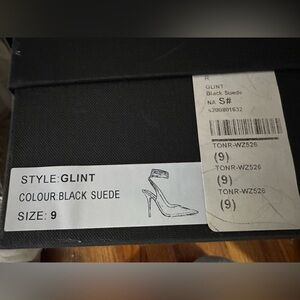 STYLE:GLINT
COLOUR:BLACK SUEDE
SIZE: 9
R
GLINT
Black Suede
NA S#
s200801632
TONR-WZ526
(9)
TONR-WZ526
(9)
TONR-WZ526
(9)